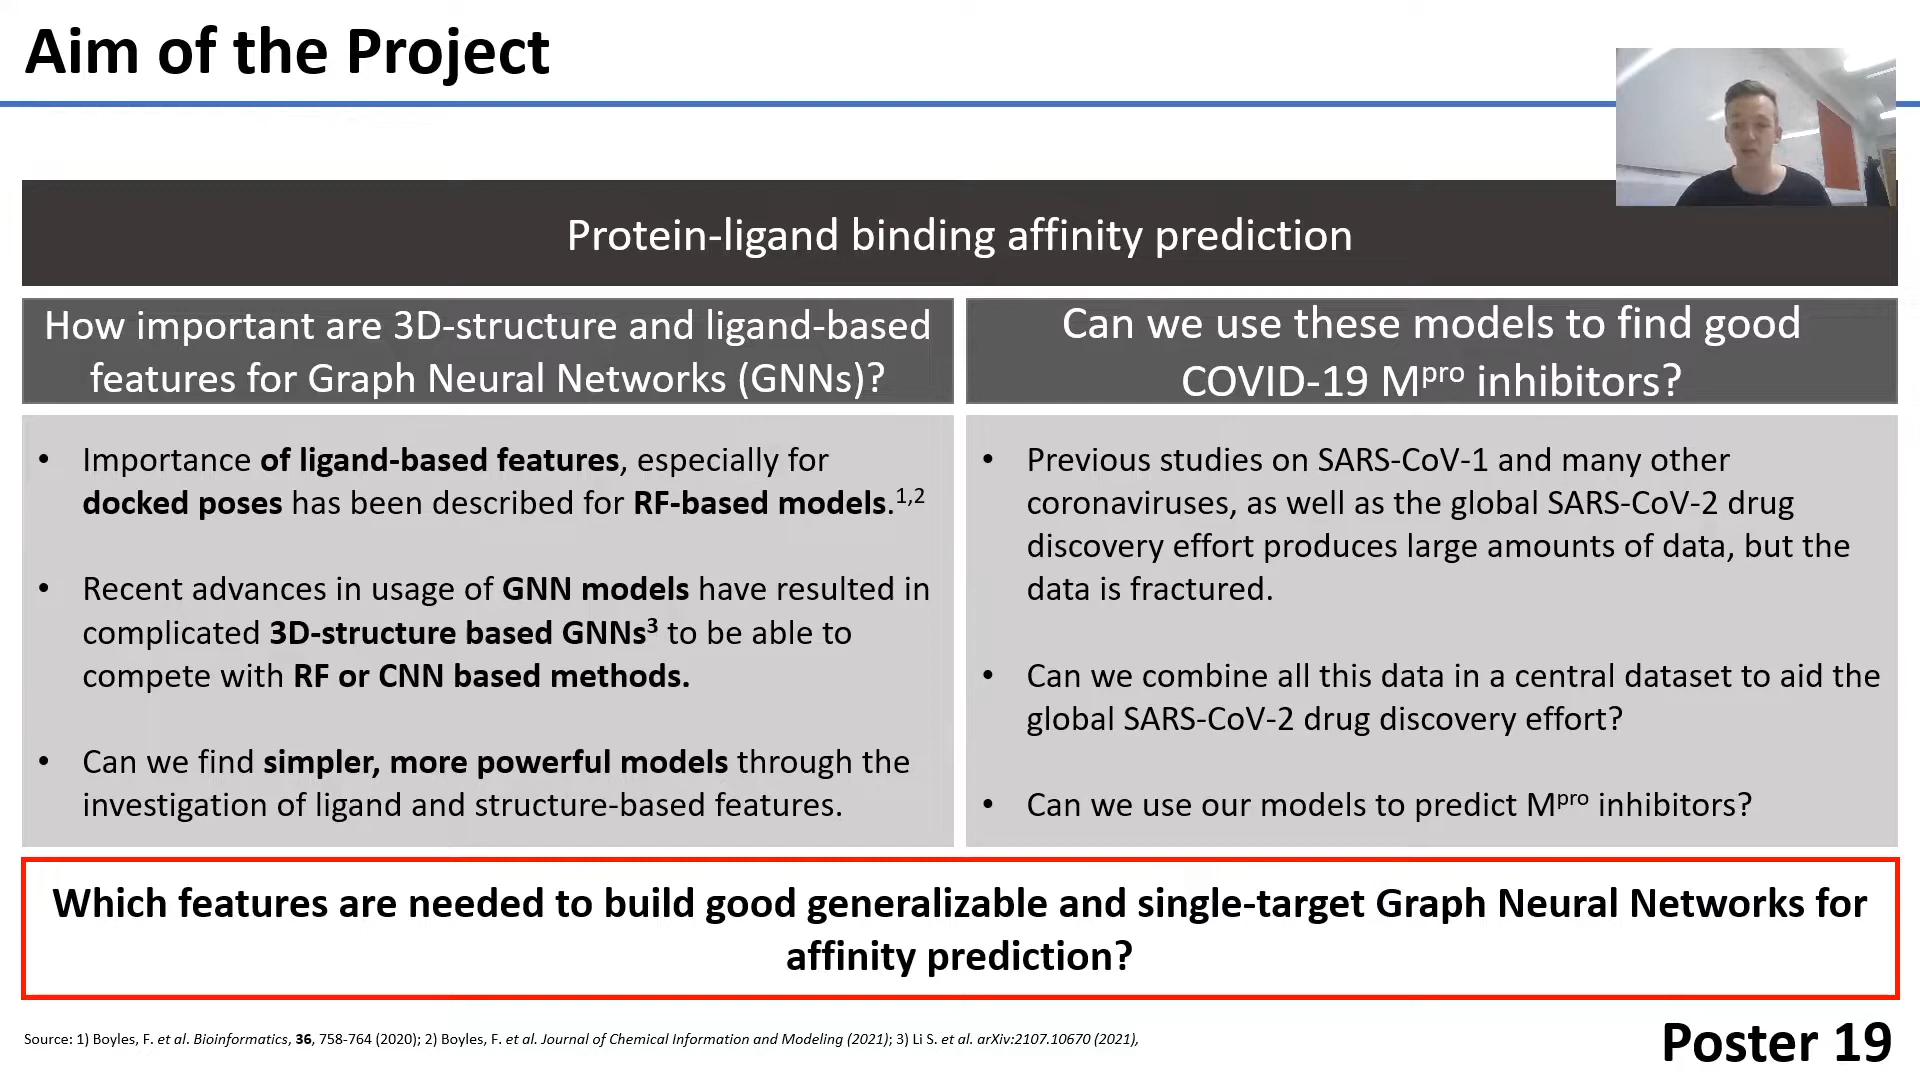 Aim of the Project
Protein-ligand binding affinity prediction
How important are 3D-structure and ligand-based
features for Graph Neural Networks (GNNs)?
• Importance of ligand-based features, especially for
docked poses has been described for RF-based models.1,2
• Recent advances in usage of GNN models have resulted in
complicated 3D-structure based GNNs3 to be able to
compete with RF or CNN based methods.
• Can we find simpler, more powerful models through the
investigation of ligand and structure-based features.
Can we use these models to find good
COVID-19 Mpro inhibitors?
• Previous studies on SARS-CoV-1 and many other
coronaviruses, as well as the global SARS-CoV-2 drug
discovery effort produces large amounts of data, but the
data is fractured.
• Can we combine all this data in a central dataset to aid the
global SARS-CoV-2 drug discovery effort?
• Can we use our models to predict Mpro inhibitors?
Which features are needed to build good generalizable and single-target Graph Neural Networks for
affinity prediction?
Source: 1) Boyles, F. et al. Bioinformatics, 36, 758-764 (2020); 2) Boyles, F. et al. Journal of Chemical Information and Modeling (2021); 3) Li S. et al. arXiv:2107.10670 (2021),
Poster 19